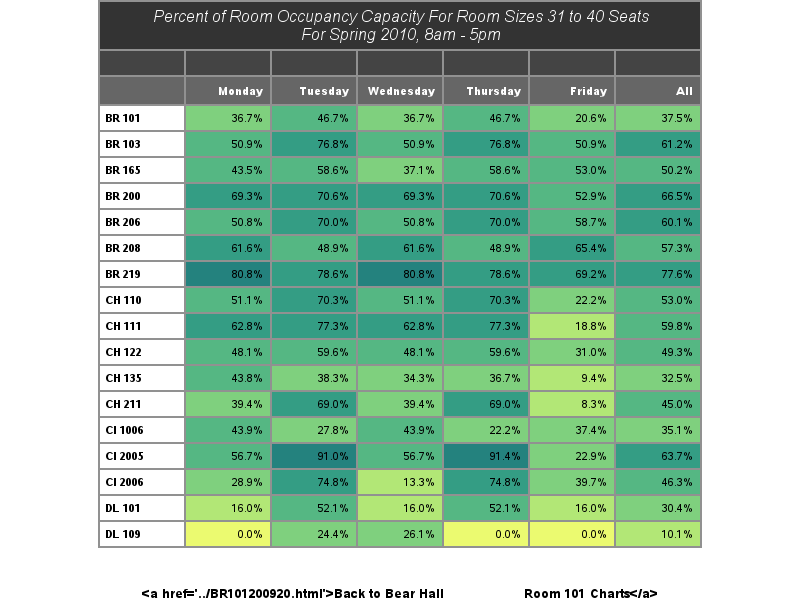 Percent of Room Occupancy Capacity For Room Sizes 31 to 40 Seats
For Spring 2010, 8am - 5pm
Monday Tuesday Wednesday Thursday Friday All
BR 101 36.7% 46.7% 36.7% 46.7% 20.6% 37.5%
BR 103 50.9% 76.8% 50.9% 76.8% 50.9% 61.2%
BR 165 43.5% 58.6% 37.1% 58.6% 53.0% 50.2%
BR 200 69.3% 70.6% 69.3% 70.6% 52.9% 66.5%
BR 206 50.8% 70.0% 50.8% 70.0% 58.7% 60.1%
BR 208 61.6% 48.9% 61.6% 48.9% 65.4% 57.3%
BR 219 80.8% 78.6% 80.8% 78.6% 69.2% 77.6%
CH 110 51.1% 70.3% 51.1% 70.3% 22.2% 53.0%
CH 111 62.8% 77.3% 62.8% 77.3% 18.8% 59.8%
CH 122 48.1% 59.6% 48.1% 59.6% 31.0% 49.3%
CH 135 43.8% 38.3% 34.3% 36.7% 9.4% 32.5%
CH 211 39.4% 69.0% 39.4% 69.0% 8.3% 45.0%
CI 1006 43.9% 27.8% 43.9% 22.2% 37.4% 35.1%
CI 2005 56.7% 91.0% 56.7% 91.4% 22.9% 63.7%
CI 2006 28.9% 74.8% 13.3% 74.8% 39.7% 46.3%
DL 101 16.0% 52.1% 16.0% 52.1% 16.0% 30.4%
DL 109 0.0% 24.4% 26.1% 0.0% 0.0% 10.1%
<a href='../BR101200920.html'>Back to Bear Hall Room 101 Charts</a>